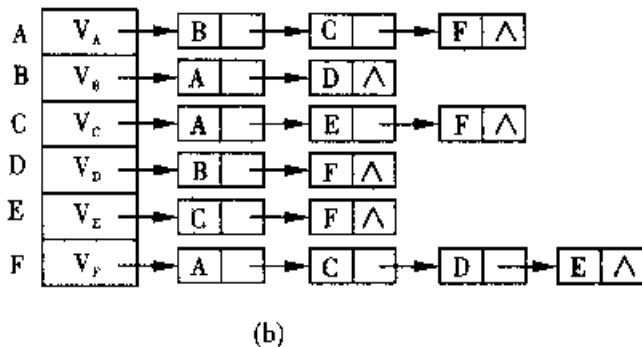 A V_A B C F ∧
B V_B A D ∧
C V_C A E F ∧
D V_D B F ∧
E V_E C F ∧
F V_F A C D E ∧
(b)